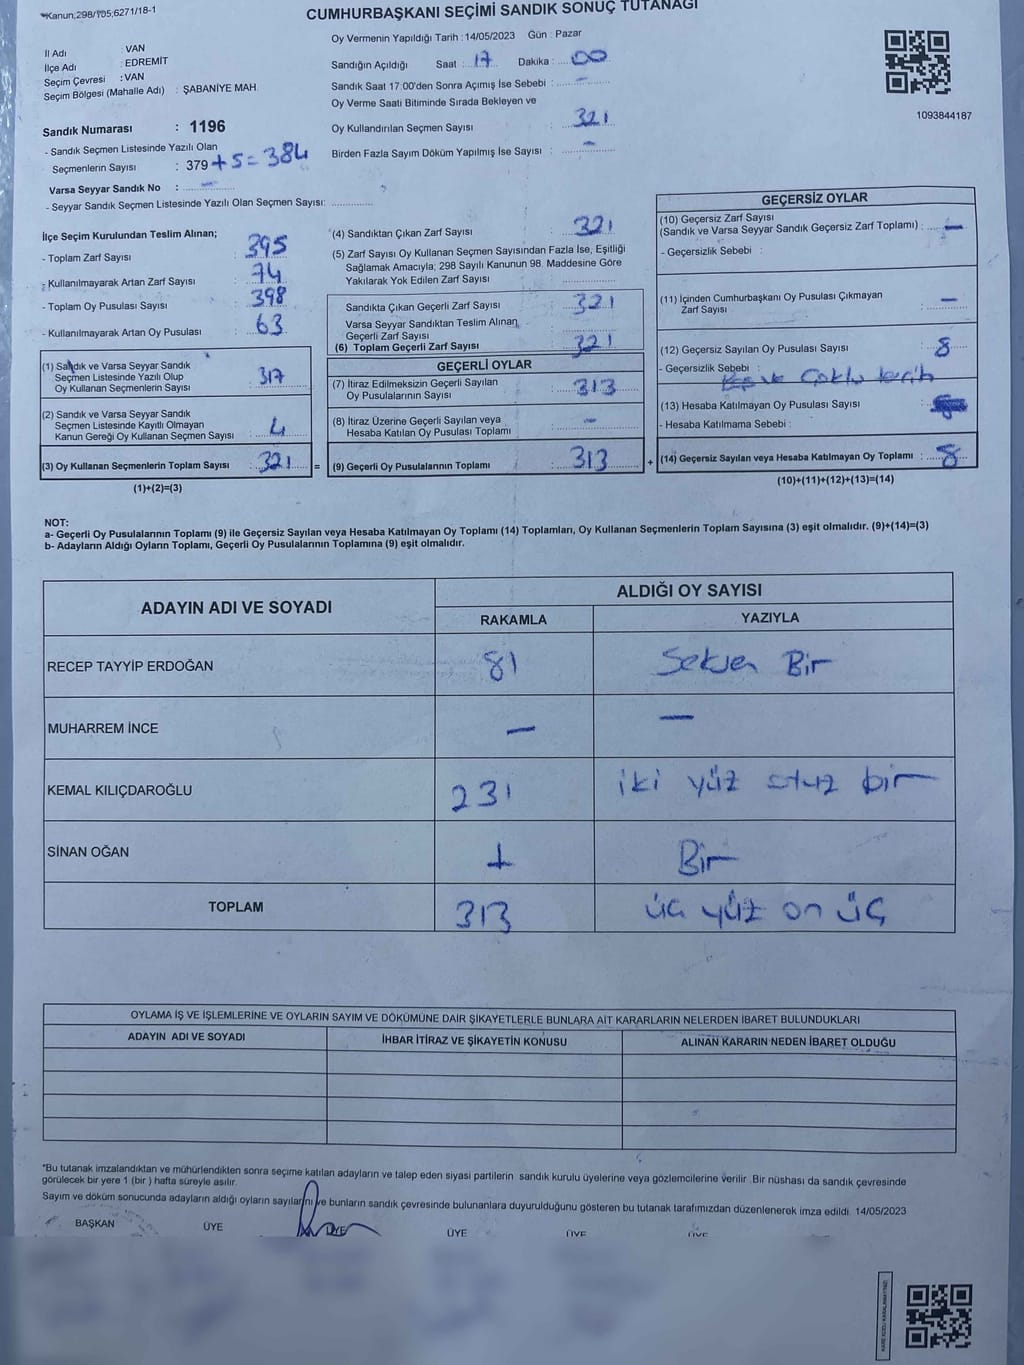 Kanun;298/105;6271/18-1
CUMHURBAŞKANI SEÇİMİ SANDIK SONUÇ TUTANAĞI
İl Adı : VAN
İlçe Adı : EDREMİT
Seçim Çevresi : VAN
Seçim Bölgesi (Mahalle Adı) : ŞABANİYE MAH.
Sandık Numarası : 1196
- Sandık Seçmen Listesinde Yazılı Olan
Seçmenlerin Sayısı : 379 + 5 = 384
Varsa Seyyar Sandık No : –
- Seyyar Sandık Seçmen Listesinde Yazılı Olan Seçmen Sayısı:
Oy Vermenin Yapıldığı Tarih : 14/05/2023 Gün : Pazar
Sandığın Açıldığı Saat : 17 Dakika : 00
Sandık Saat 17:00'den Sonra Açımış İse Sebebi : –
Oy Verme Saati Bitiminde Sırada Bekleyen ve
Oy Kullandırılan Seçmen Sayısı : 321
Birden Fazla Sayım Döküm Yapılmış İse Sayısı : –
1093844187
İlçe Seçim Kurulundan Teslim Alınan;
- Toplam Zarf Sayısı : 395
- Kullanılmayarak Artan Zarf Sayısı : 74
- Toplam Oy Pusulası Sayısı : 398
- Kullanılmayarak Artan Oy Pusulası : 63
(1) Sandık ve Varsa Seyyar Sandık
Seçmen Listesinde Yazılı Olup
Oy Kullanan Seçmenlerin Sayısı : 317
(2) Sandık ve Varsa Seyyar Sandık
Seçmen Listesinde Kayıtlı Olmayan
Kanun Gereği Oy Kullanan Seçmen Sayısı : 4
(3) Oy Kullanan Seçmenlerin Toplam Sayısı : 321 =
(1)+(2)=(3)
(4) Sandıktan Çıkan Zarf Sayısı : 321
(5) Zarf Sayısı Oy Kullanan Seçmen Sayısından Fazla İse, Eşitliği
Sağlamak Amacıyla; 298 Sayılı Kanunun 98. Maddesine Göre
Yakılarak Yok Edilen Zarf Sayısı :
Sandıkta Çıkan Geçerli Zarf Sayısı : 321
Varsa Seyyar Sandıktan Teslim Alınan
Geçerli Zarf Sayısı :
(6) Toplam Geçerli Zarf Sayısı : 321
GEÇERLİ OYLAR
(7) İtiraz Edilmeksizin Geçerli Sayılan
Oy Pusulalarının Sayısı : 313
(8) İtiraz Üzerine Geçerli Sayılan veya
Hesaba Katılan Oy Pusulası Toplamı : –
(9) Geçerli Oy Pusulalarının Toplamı : 313 +
GEÇERSİZ OYLAR
(10) Geçersiz Zarf Sayısı
(Sandık ve Varsa Seyyar Sandık Geçersiz Zarf Toplamı) : –
- Geçersizlik Sebebi :
(11) İçinden Cumhurbaşkanı Oy Pusulası Çıkmayan
Zarf Sayısı : –
(12) Geçersiz Sayılan Oy Pusulası Sayısı : 8
- Geçersizlik Sebebi :
Boş ve Çoklu tercih
(13) Hesaba Katılmayan Oy Pusulası Sayısı :
- Hesaba Katılmama Sebebi :
(14) Geçersiz Sayılan veya Hesaba Katılmayan Oy Toplamı : 8
(10)+(11)+(12)+(13)=(14)
NOT:
a- Geçerli Oy Pusulalarının Toplamı (9) ile Geçersiz Sayılan veya Hesaba Katılmayan Oy Toplamı (14) Toplamları, Oy Kullanan Seçmenlerin Toplam Sayısına (3) eşit olmalıdır. (9)+(14)=(3)
b- Adayların Aldığı Oyların Toplamı, Geçerli Oy Pusulalarının Toplamına (9) eşit olmalıdır.
ADAYIN ADI VE SOYADI
ALDIĞI OY SAYISI
RAKAMLA YAZIYLA
RECEP TAYYİP ERDOĞAN 81 Seksen Bir
MUHARREM İNCE – –
KEMAL KILIÇDAROĞLU 231 iki yüz otuz bir
SİNAN OĞAN 1 Bir
TOPLAM 313 üç yüz on üç
OYLAMA İŞ VE İŞLEMLERİNE VE OYLARIN SAYIM VE DÖKÜMÜNE DAİR ŞİKAYETLERLE BUNLARA AİT KARARLARIN NELERDEN İBARET BULUNDUKLARI
ADAYIN ADI VE SOYADI İHBAR İTİRAZ VE ŞİKAYETİN KONUSU ALINAN KARARIN NEDEN İBARET OLDUĞU
*Bu tutanak imzalandıktan ve mühürlendikten sonra seçime katılan adayların ve talep eden siyasi partilerin sandık kurulu üyelerine veya gözlemcilerine verilir .Bir nüshası da sandık çevresinde
görülecek bir yere 1 (bir ) hafta süreyle asılır.
Sayım ve döküm sonucunda adayların aldığı oyların sayılarını ve bunların sandık çevresinde bulunanlara duyurulduğunu gösteren bu tutanak tarafımızdan düzenlenerek imza edildi. 14/05/2023
BAŞKAN ÜYE ÜYE ÜYE ÜYE ÜYE